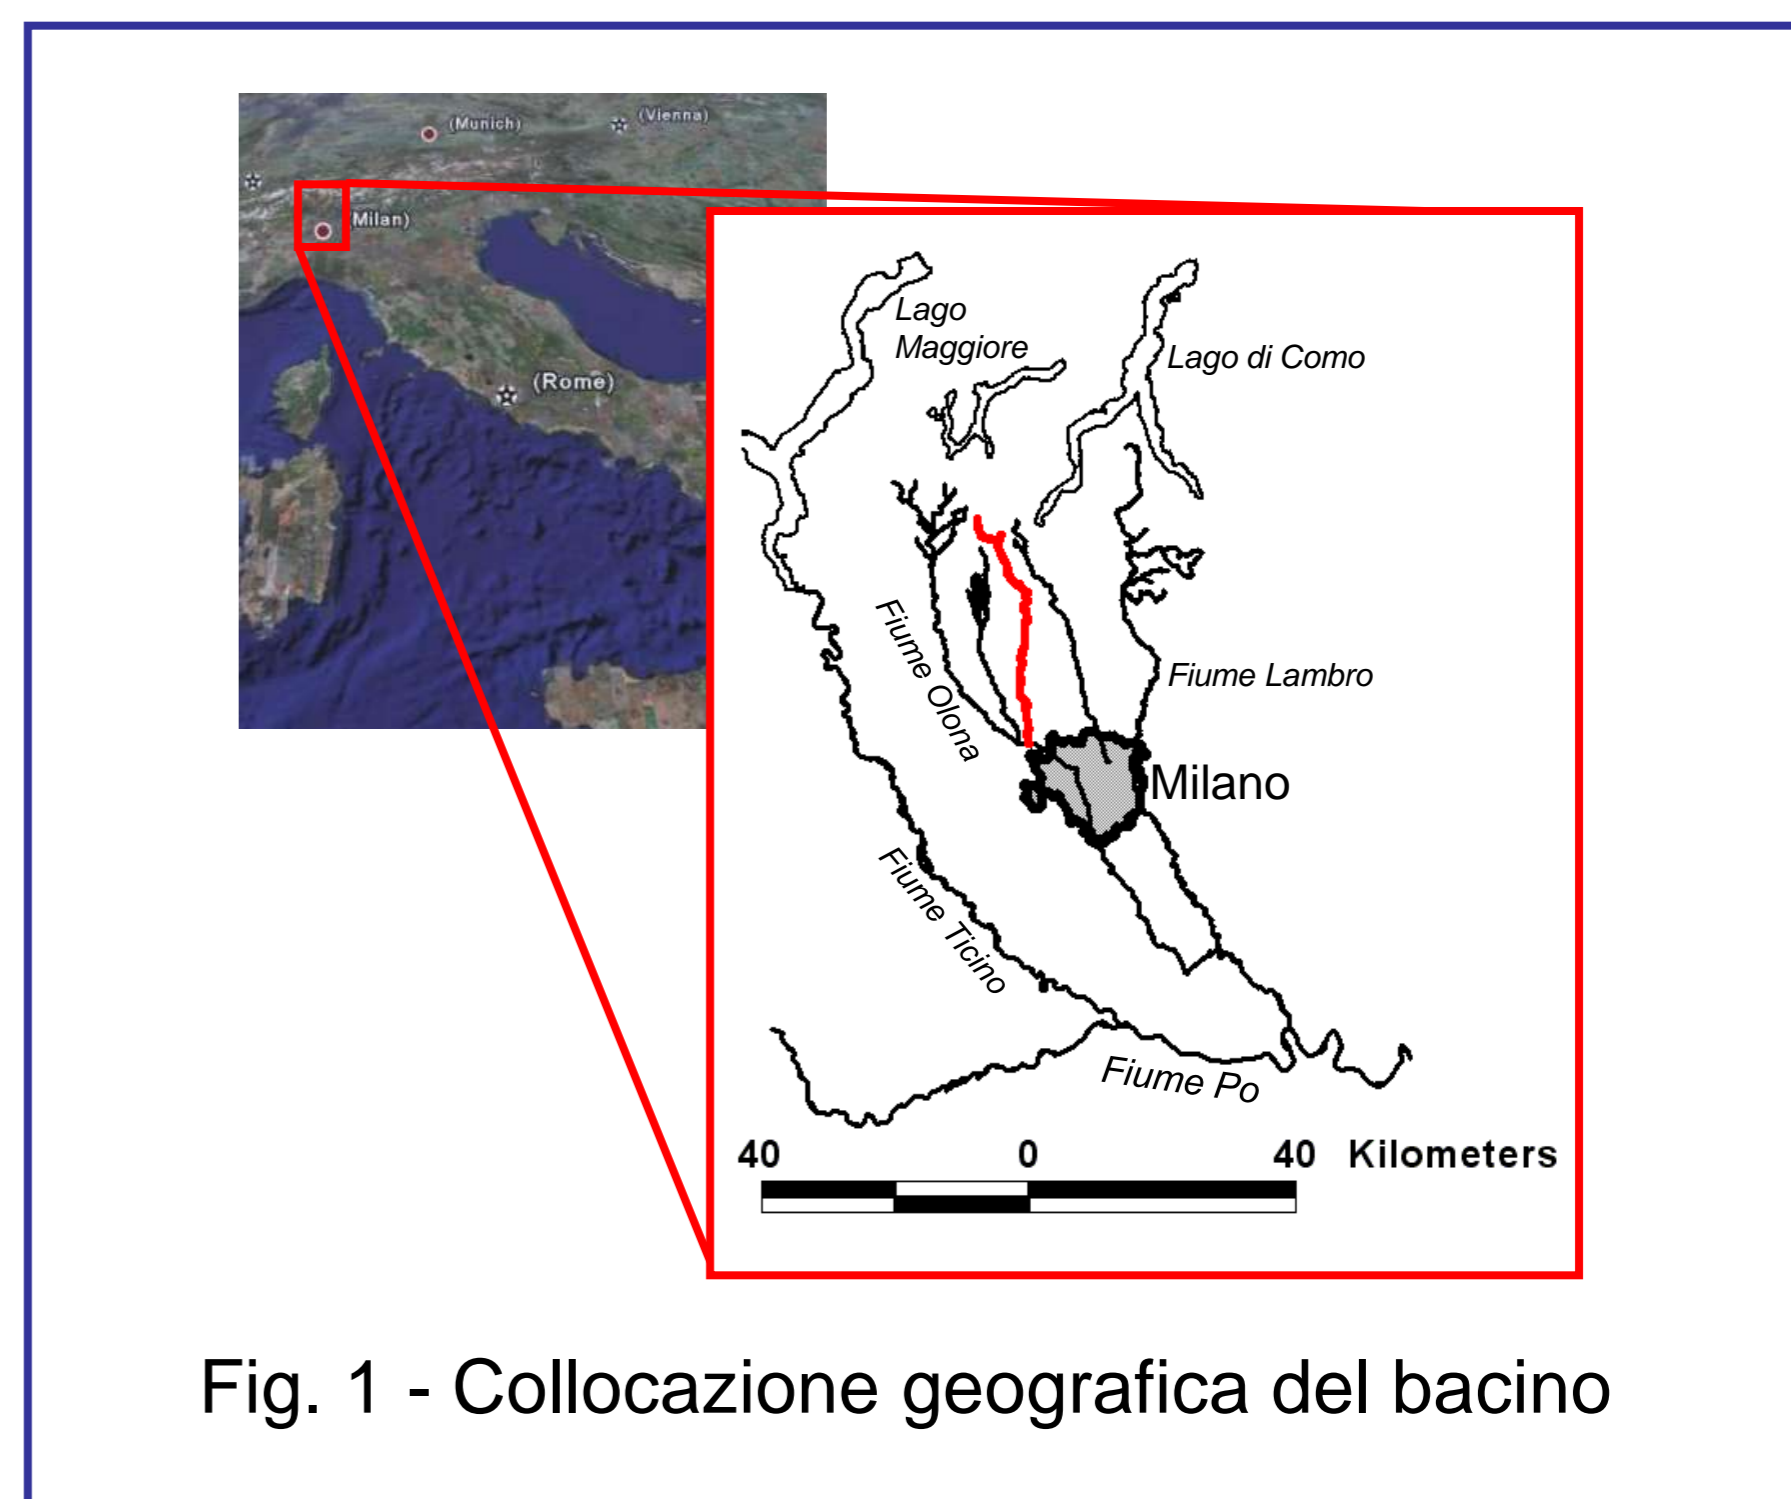 (Munich)
(Vienna)
(Milan)
(Rome)
Lago
Maggiore
Lago di Como
Fiume Olona
Fiume Lambro
Milano
Fiume Ticino
Fiume Po
40 0 40 Kilometers
Fig. 1 - Collocazione geografica del bacino